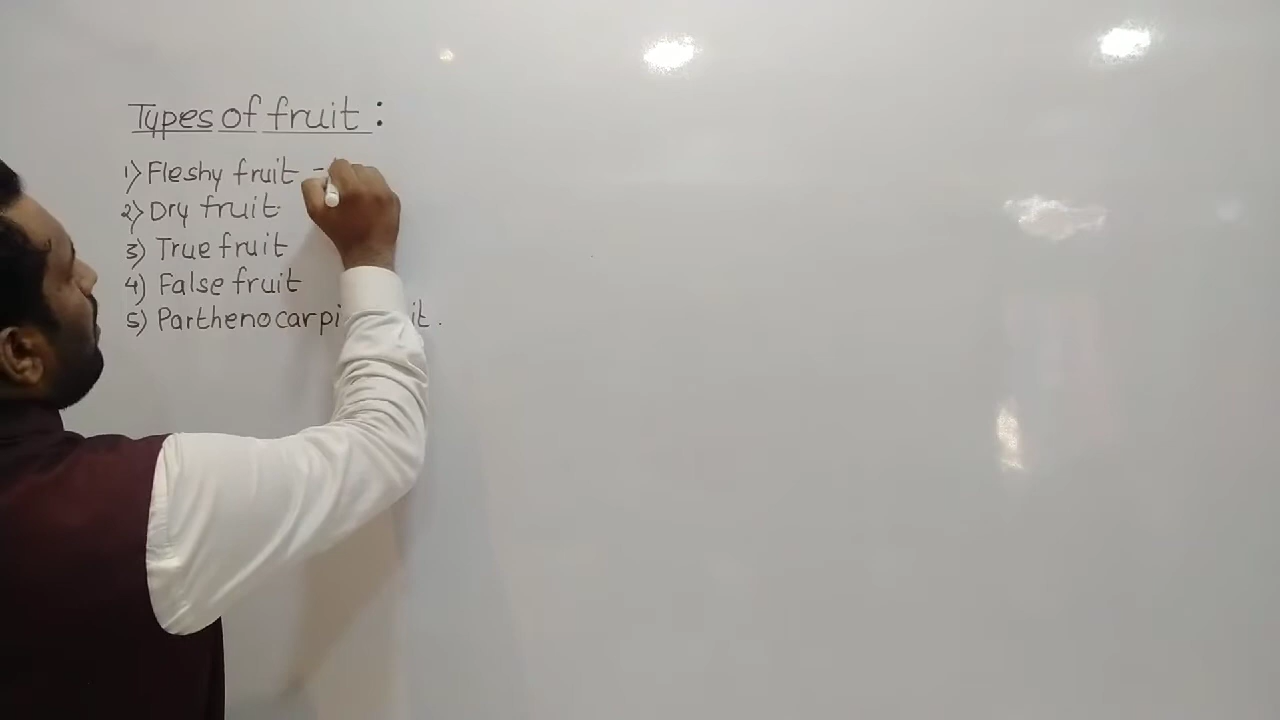 Types of fruit :
1) Fleshy fruit -
2) Dry fruit
3) True fruit
4) False fruit
5) Parthenocarpi it.